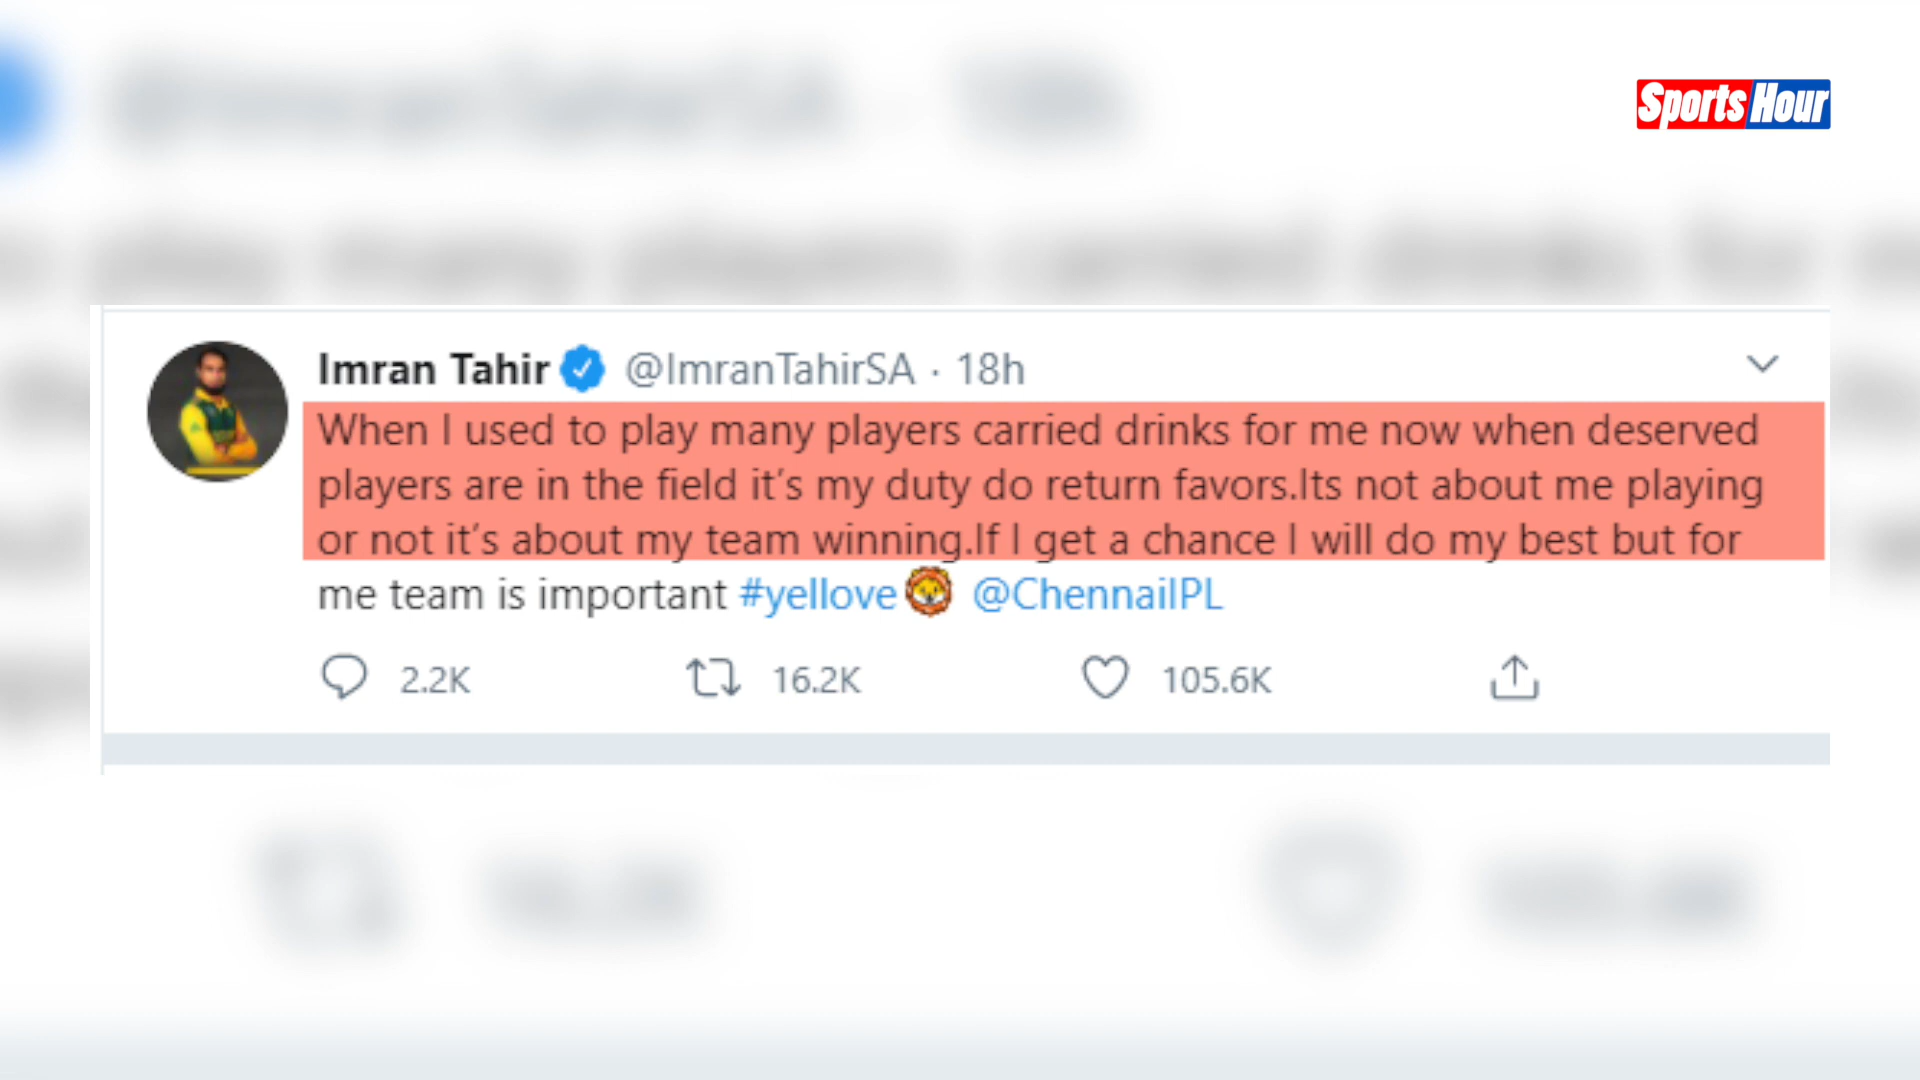 Sports Hour
Imran Tahir @ImranTahirSA · 18h
When I used to play many players carried drinks for me now when deserved
players are in the field it’s my duty do return favors.Its not about me playing
or not it’s about my team winning.If I get a chance I will do my best but for
me team is important #yellove🦁 @ChennaiIPL
2.2K 16.2K 105.6K